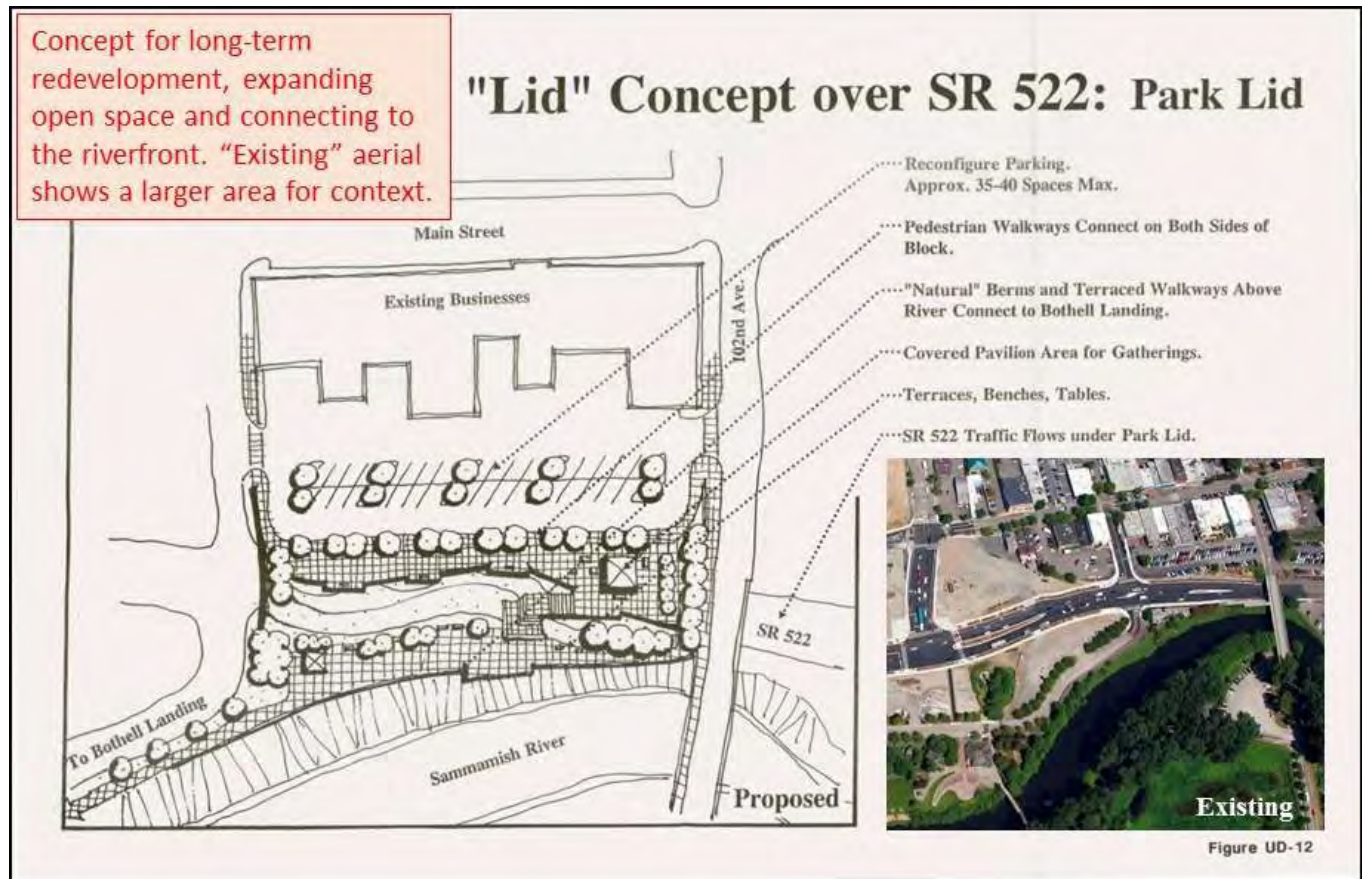 Concept for long-term
redevelopment, expanding
open space and connecting to
the riverfront. “Existing” aerial
shows a larger area for context.
"Lid" Concept over SR 522: Park Lid
Reconfigure Parking.
Approx. 35-40 Spaces Max.
Pedestrian Walkways Connect on Both Sides of
Block.
"Natural" Berms and Terraced Walkways Above
River Connect to Bothell Landing.
Covered Pavilion Area for Gatherings.
Terraces, Benches, Tables.
SR 522 Traffic Flows under Park Lid.
Main Street
Existing Businesses
102nd Ave.
SR 522
To Bothell Landing
Sammamish River
Proposed
Existing
Figure UD-12